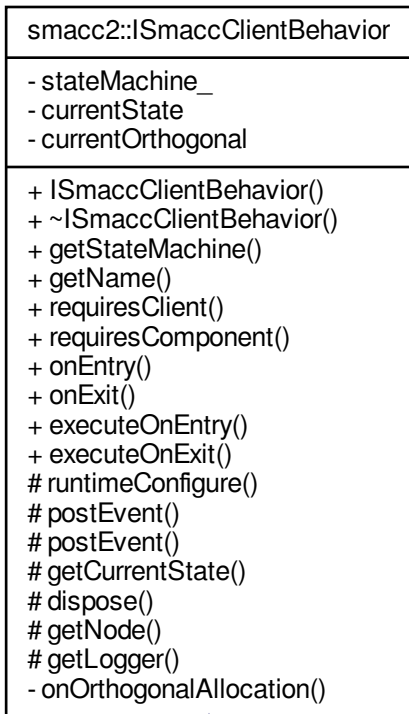 smacc2::ISmaccClientBehavior
- stateMachine_
- currentState
- currentOrthogonal
+ ISmaccClientBehavior()
+ ~ISmaccClientBehavior()
+ getStateMachine()
+ getName()
+ requiresClient()
+ requiresComponent()
+ onEntry()
+ onExit()
+ executeOnEntry()
+ executeOnExit()
# runtimeConfigure()
# postEvent()
# postEvent()
# getCurrentState()
# dispose()
# getNode()
# getLogger()
- onOrthogonalAllocation()